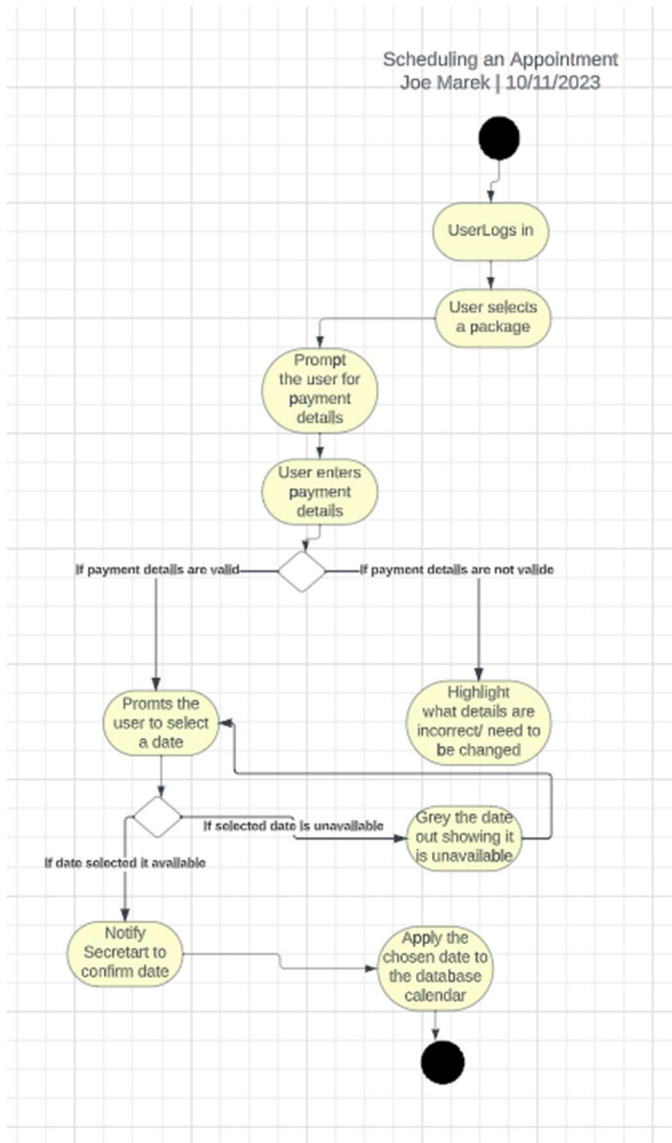 Scheduling an Appointment
Joe Marek | 10/11/2023
UserLogs in
User selects
a package
Prompt
the user for
payment
details
User enters
payment
details
If payment details are valid
If payment details are not valide
Promts the
user to select
a date
Highlight
what details are
incorrect/ need to
be changed
If selected date is unavailable
Grey the date
out showing it
is unavailable
If date selected it available
Notify
Secretart to
confirm date
Apply the
chosen date to
the database
calendar